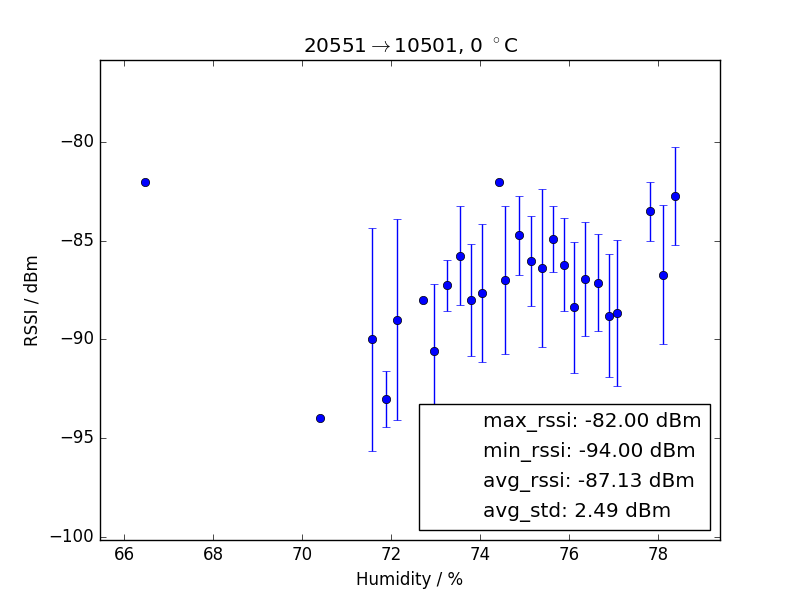 20551→10501, 0 °C
−80
−85
−90
−95
−100
RSSI / dBm
max_rssi: -82.00 dBm
min_rssi: -94.00 dBm
avg_rssi: -87.13 dBm
avg_std: 2.49 dBm
66 68 70 72 74 76 78
Humidity / %